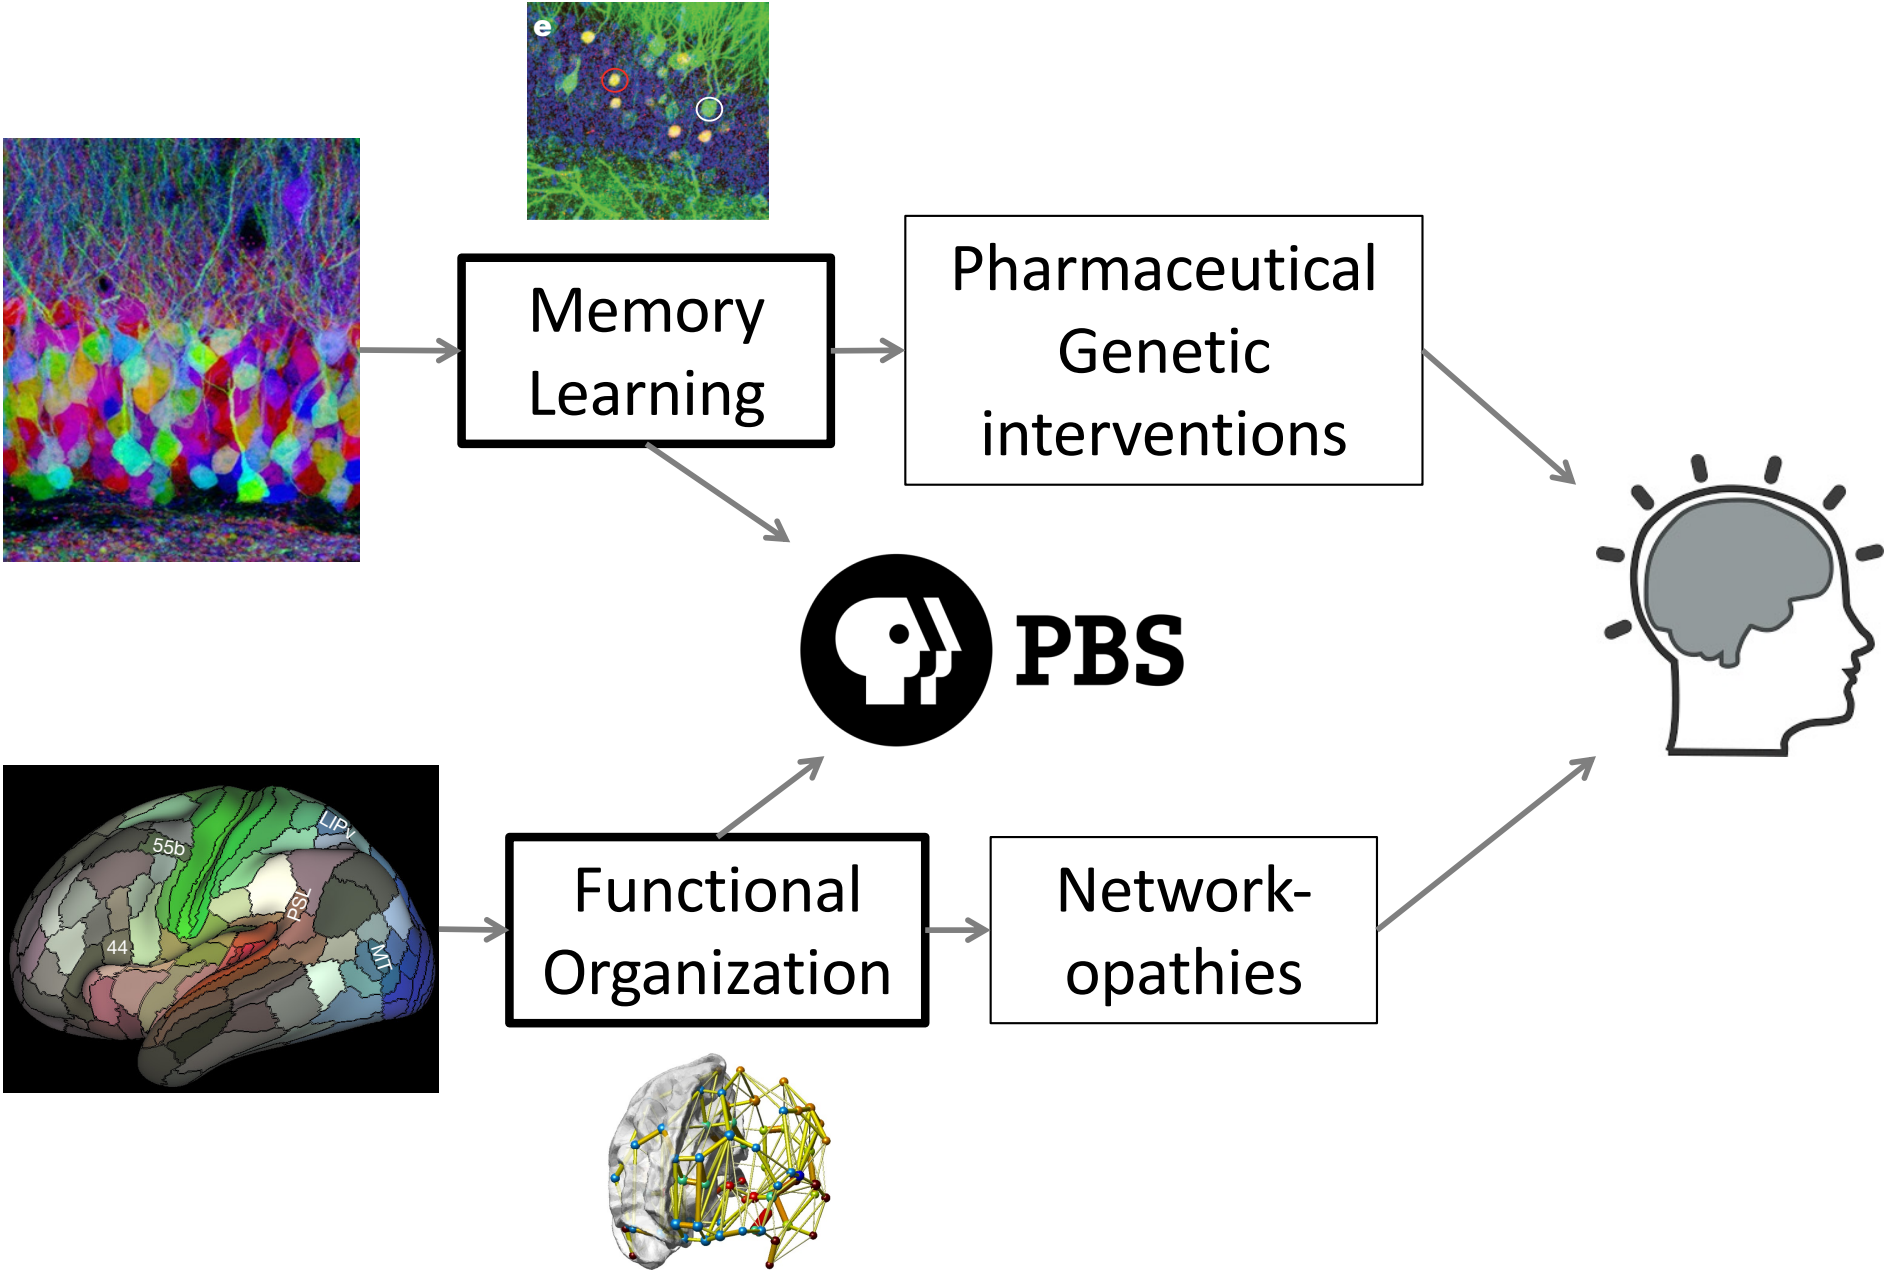 e
Memory
Learning
Pharmaceutical
Genetic
interventions
PBS
55b
LIPv
PSL
44
MT
Functional
Organization
Network-
opathies